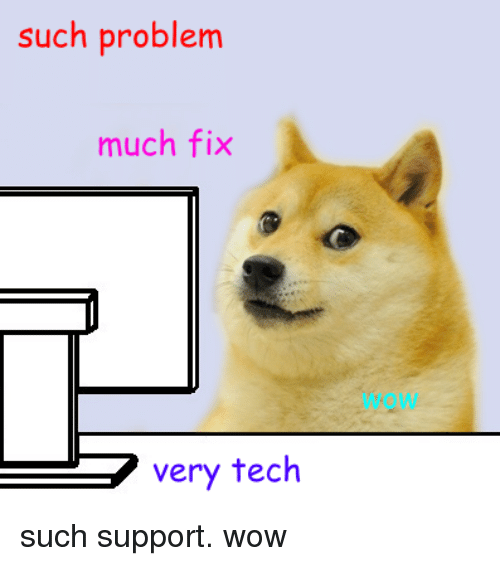 such problem
much fix
wow
very tech
such support. wow